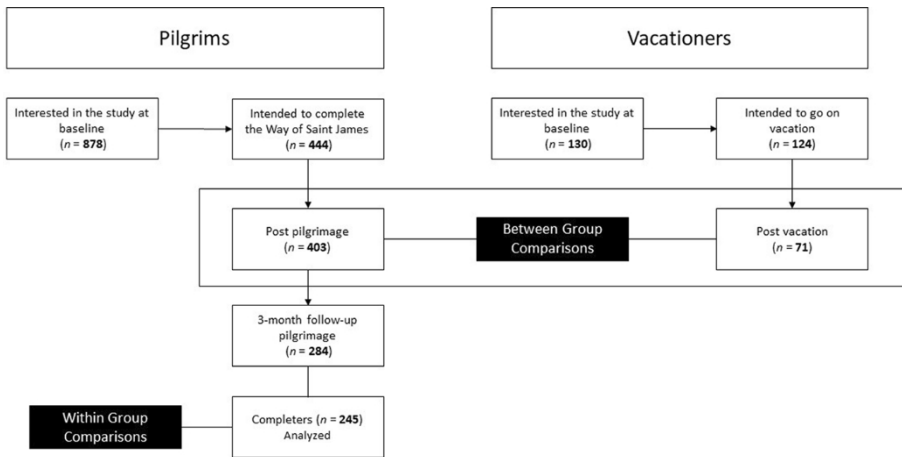 Pilgrims
Vacationers
Interested in the study at
baseline
(n = 878)
Intended to complete
the Way of Saint James
(n = 444)
Interested in the study at
baseline
(n = 130)
Intended to go on
vacation
(n = 124)
Post pilgrimage
(n = 403)
Between Group
Comparisons
Post vacation
(n = 71)
3-month follow-up
pilgrimage
(n = 284)
Within Group
Comparisons
Completers (n = 245)
Analyzed